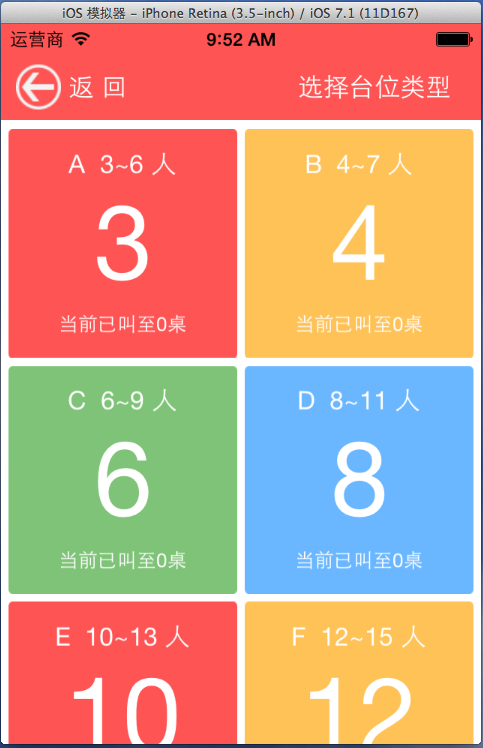 iOS 模拟器 - iPhone Retina (3.5-inch) / iOS 7.1 (11D167)
运营商 9:52 AM
返 回 选择台位类型
A 3~6 人 B 4~7 人
3 4
当前已叫至0桌 当前已叫至0桌
C 6~9 人 D 8~11 人
6 8
当前已叫至0桌 当前已叫至0桌
E 10~13 人 F 12~15 人
10 12